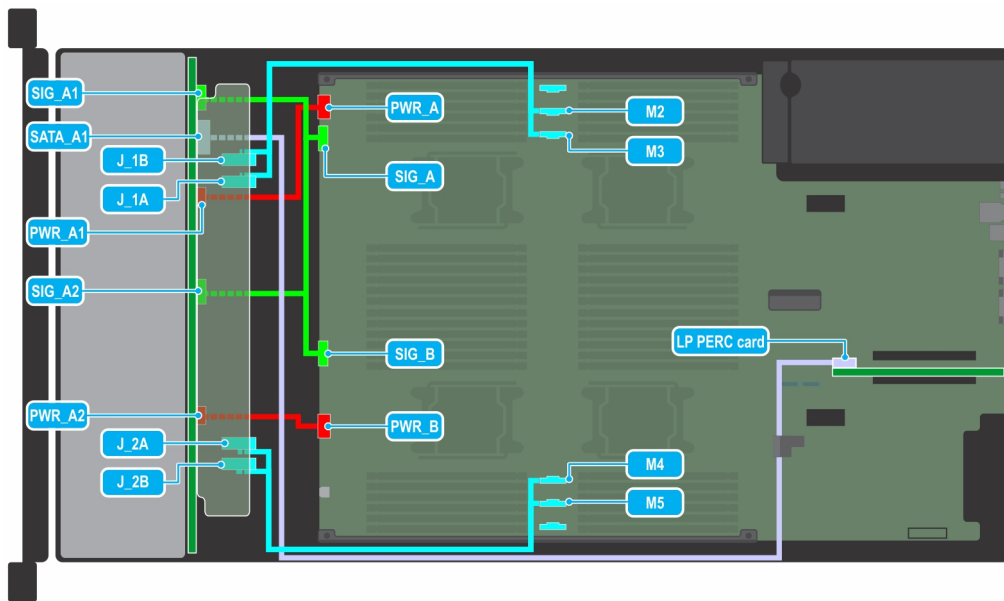 SIG_A1
SATA_A1
J_1B
J_1A
PWR_A1
SIG_A2
PWR_A2
J_2A
J_2B
PWR_A
SIG_A
SIG_B
PWR_B
M2
M3
LP PERC card
M4
M5